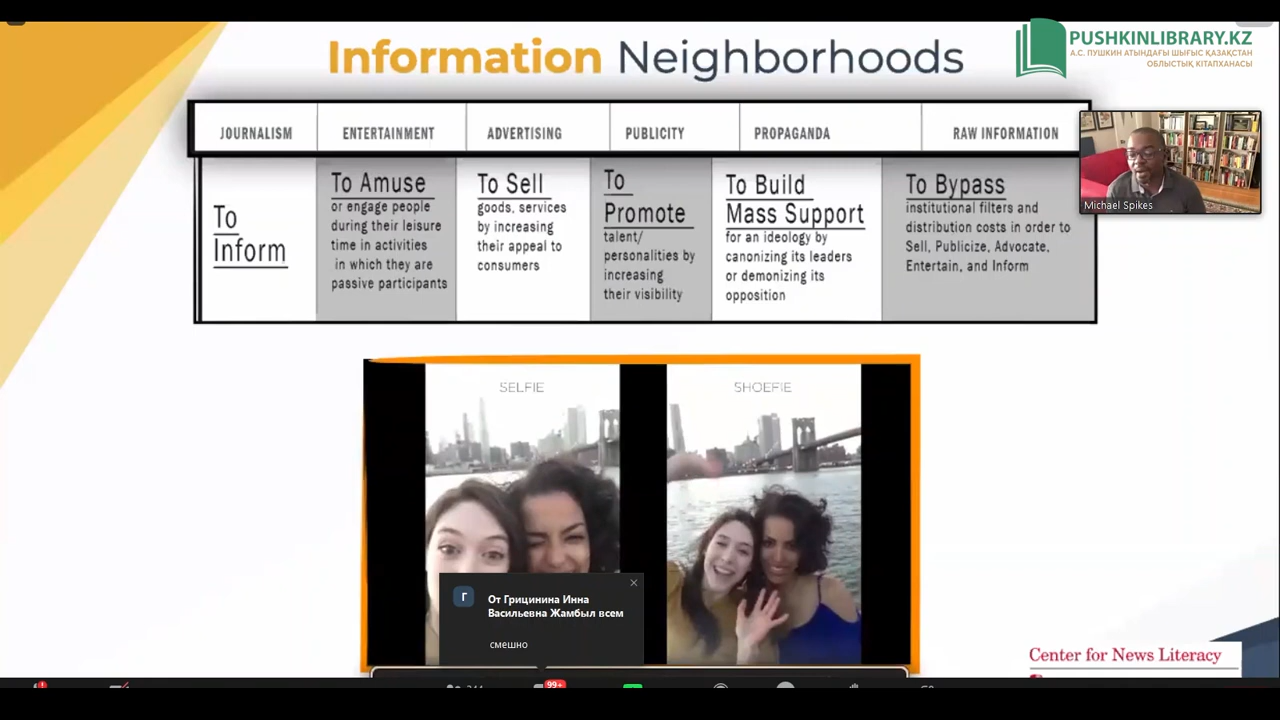 Information Neighborhoods
PUSHKINLIBRARY.KZ
А.С. ПУШКИН АТЫНДАҒЫ ШЫҒЫС ҚАЗАҚСТАН
ОБЛЫСТЫҚ КІТАПХАНАСЫ
JOURNALISM
ENTERTAINMENT
ADVERTISING
PUBLICITY
PROPAGANDA
RAW INFORMATION
To
Inform
To Amuse
or engage people
during their leisure
time in activities
in which they are
passive participants
To Sell
goods, services
by increasing
their appeal to
consumers
To
Promote
talent/
personalities by
increasing
their visibility
To Build
Mass Support
for an ideology by
canonizing its leaders
or demonizing its
opposition
To Bypass
institutional filters and
distribution costs in order to
Sell, Publicize, Advocate,
Entertain, and Inform
Michael Spikes
SELFIE
SHOEFIE
Г
От Грицинина Инна
Васильевна Жамбыл всем
смешно
Center for News Literacy
99+